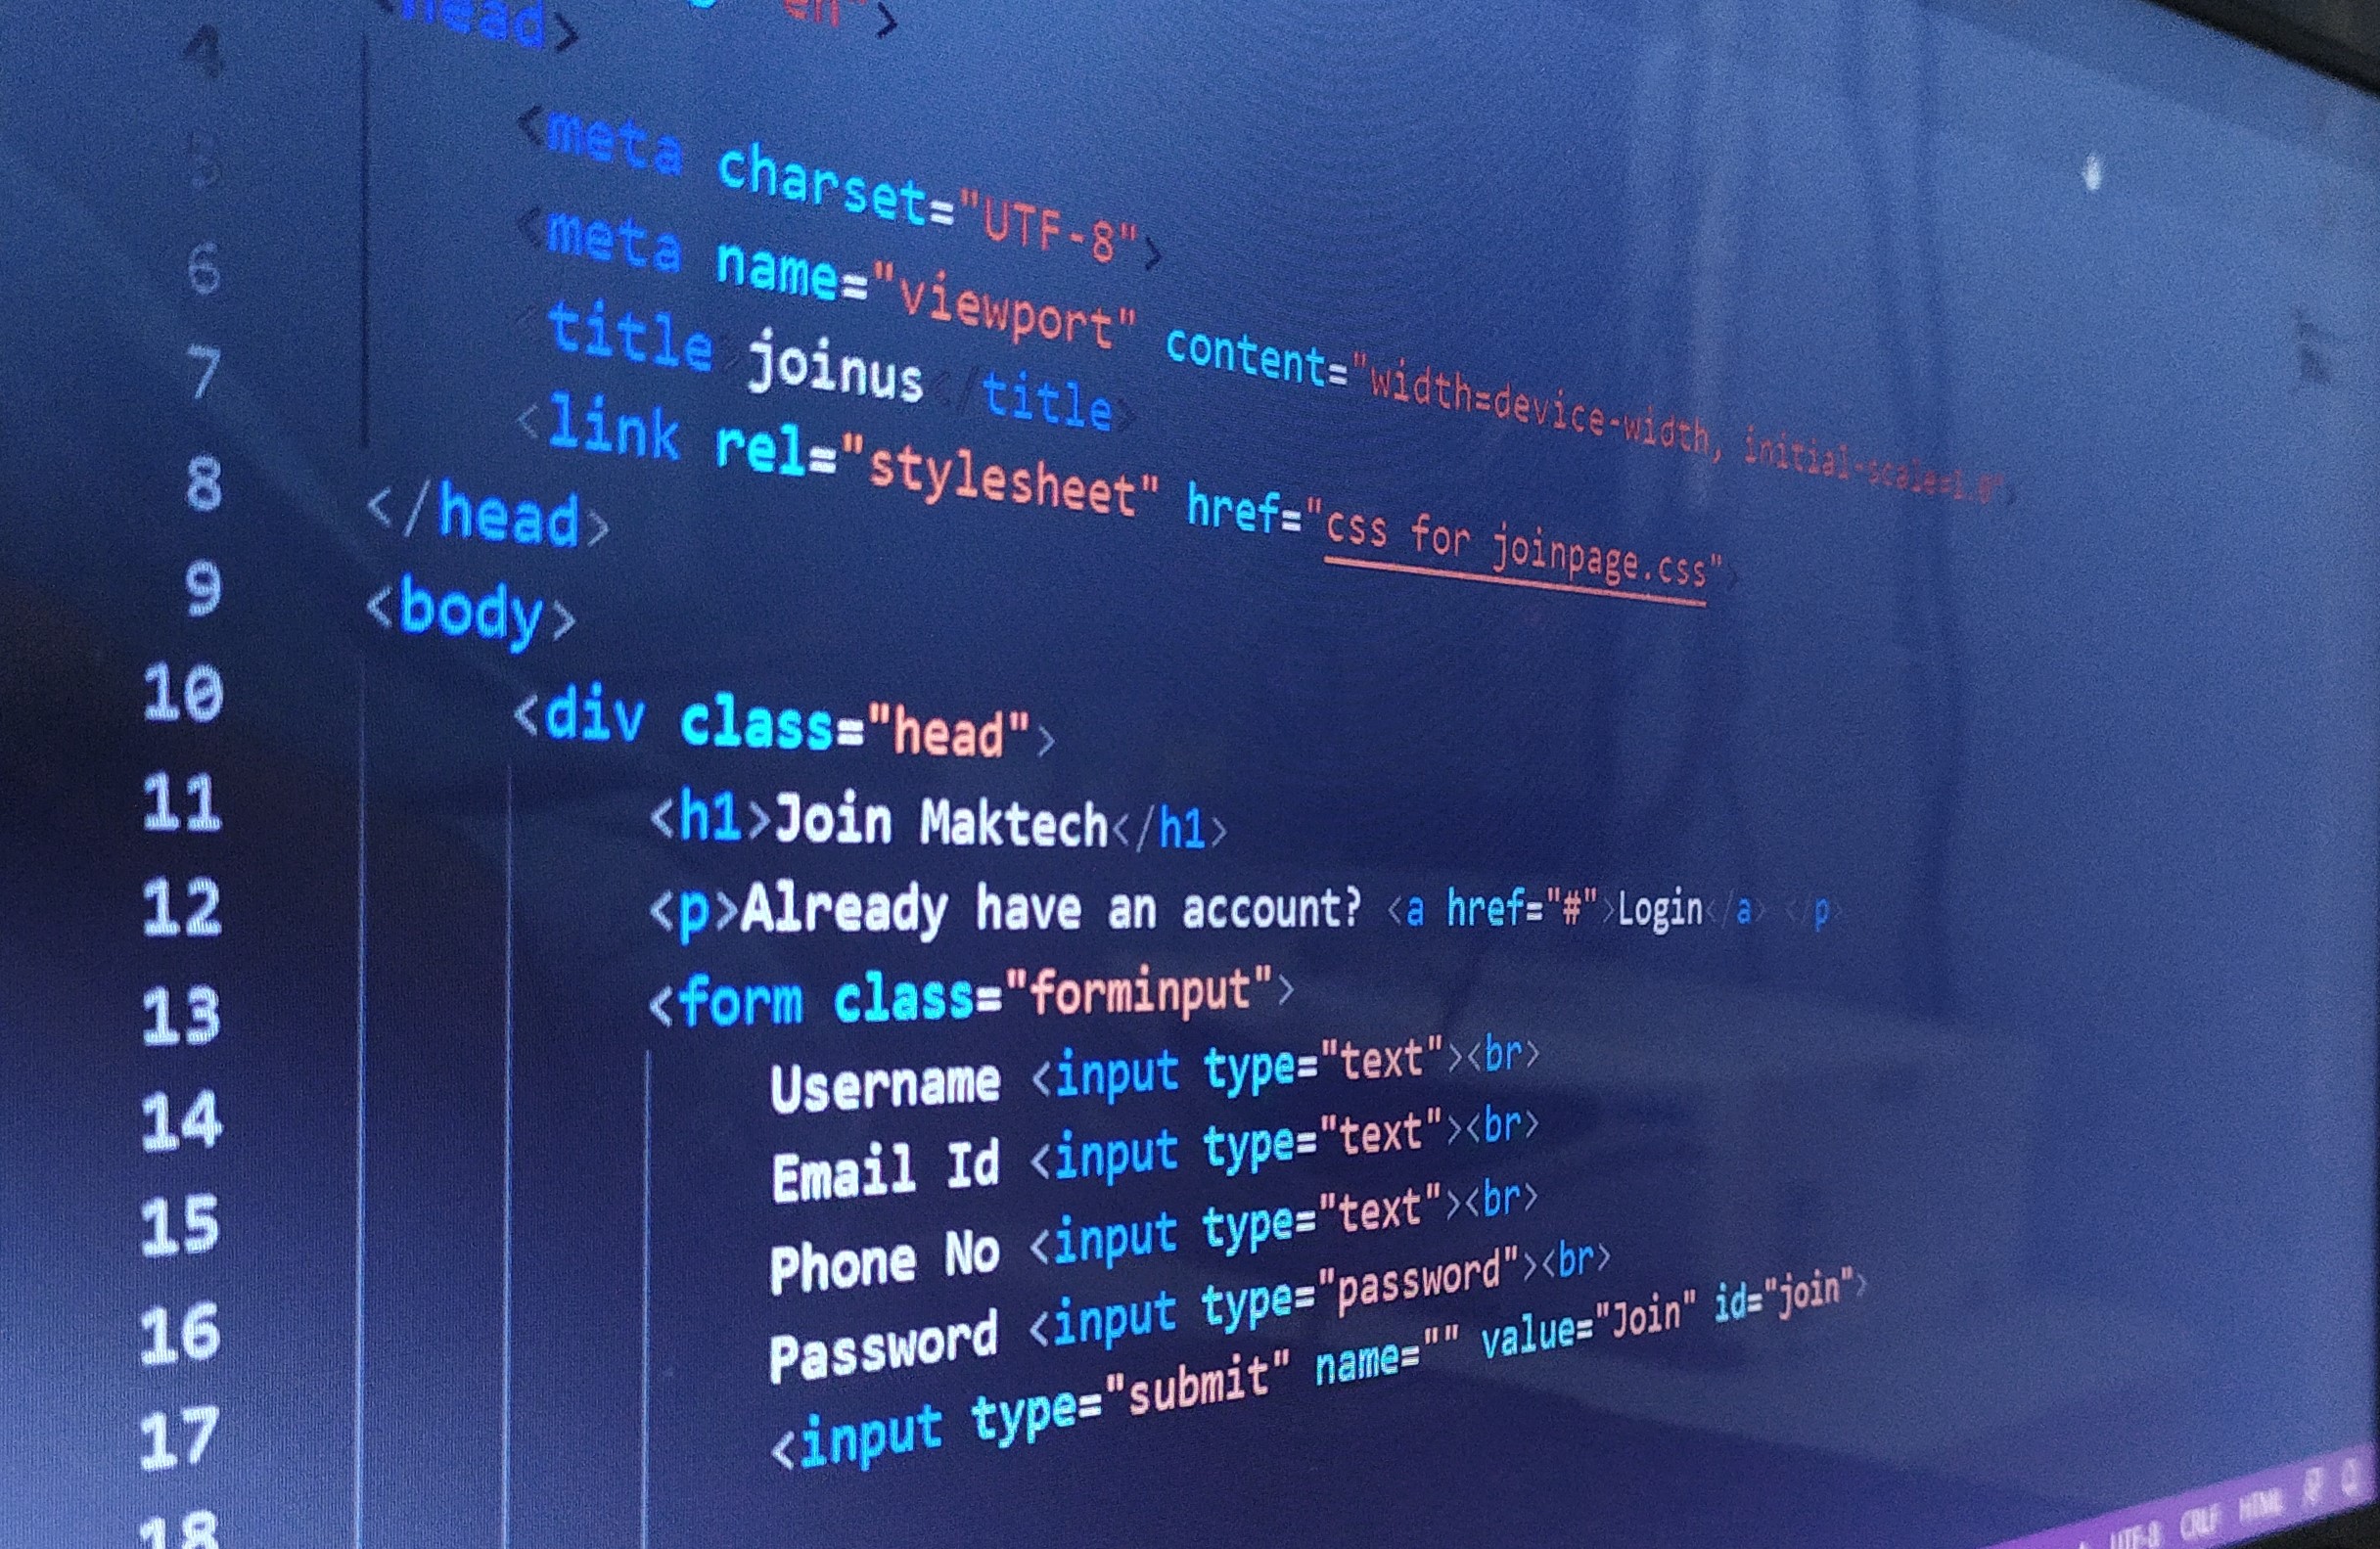 en">
4 <head>
5 <meta charset="UTF-8">
6 <meta name="viewport" content="width=device-width, initial-scale=1.0">
7 <title>joinus</title>
8 <link rel="stylesheet" href="css for joinpage.css">
9 </head>
10 <body>
11 <div class="head">
12 <h1>Join Maktech</h1>
13 <p>Already have an account? <a href="#">Login</a> </p>
14 <form class="forminput">
15 Username <input type="text"><br>
16 Email Id <input type="text"><br>
17 Phone No <input type="text"><br>
18 Password <input type="password"><br>
<input type="submit" name="" value="Join" id="join">
UTF-8 CRLF HTML